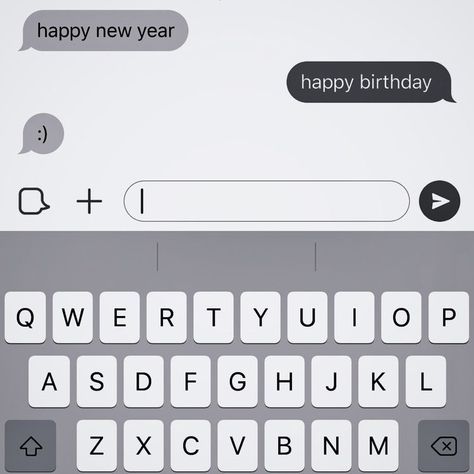 happy new year
happy birthday
:)
Q W E R T Y U I O P
A S D F G H J K L
Z X C V B N M